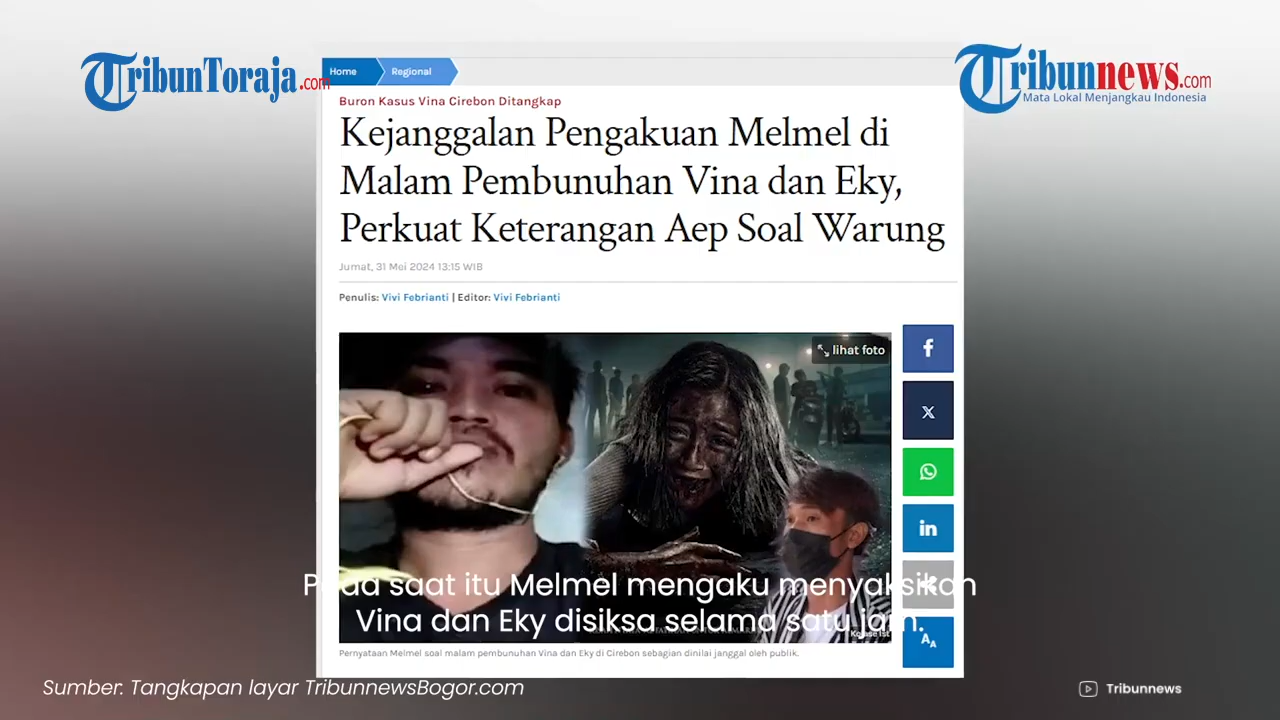 TribunToraja.com
Tribunnews.com
Mata Lokal Menjangkau Indonesia
Home Regional
Buron Kasus Vina Cirebon Ditangkap
Kejanggalan Pengakuan Melmel di
Malam Pembunuhan Vina dan Eky,
Perkuat Keterangan Aep Soal Warung
Jumat, 31 Mei 2024 13:15 WIB
Penulis: Vivi Febrianti | Editor: Vivi Febrianti
lihat foto
Pada saat itu Melmel mengaku menyaksikan
Vina dan Eky disiksa selama satu jam.
Kolase Ist
AA
Pernyataan Melmel soal malam pembunuhan Vina dan Eky di Cirebon sebagian dinilai janggal oleh publik.
Sumber: Tangkapan layar TribunnewsBogor.com
Tribunnews